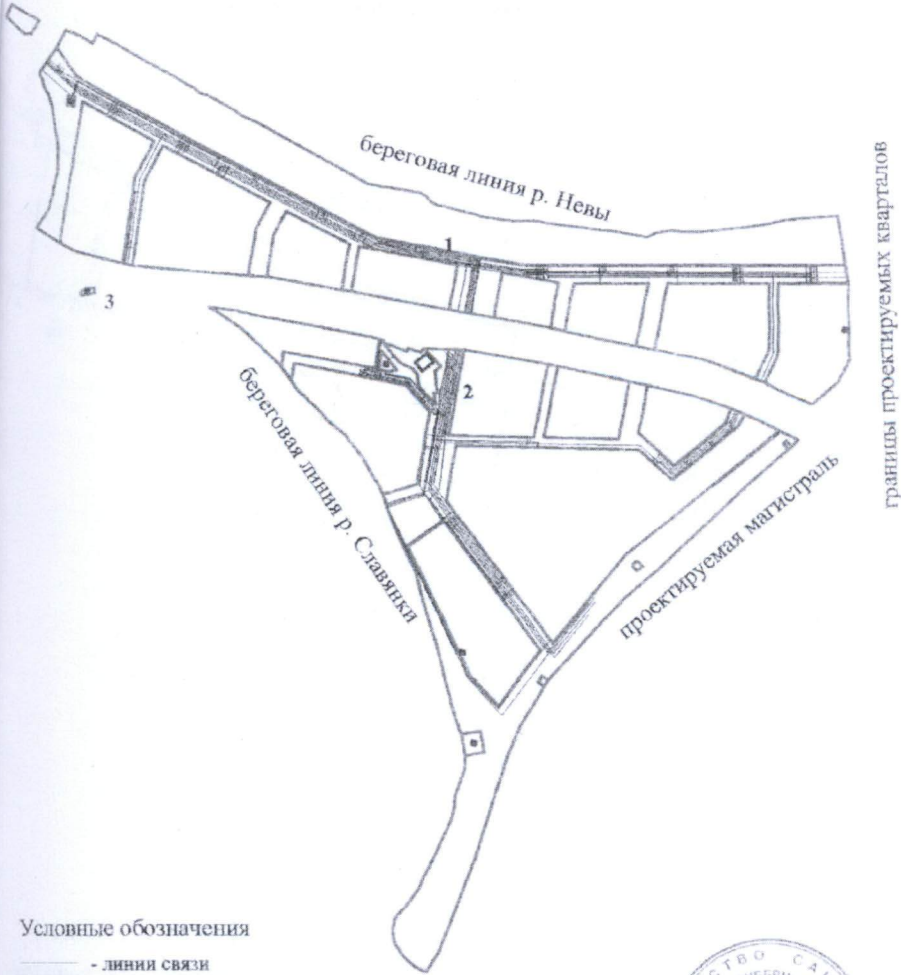 береговая линия р. Невы
1
границы проектируемых кварталов
3
2
береговая линия р. Славянки
проектируемая магистраль
Условные обозначения
- линии связи